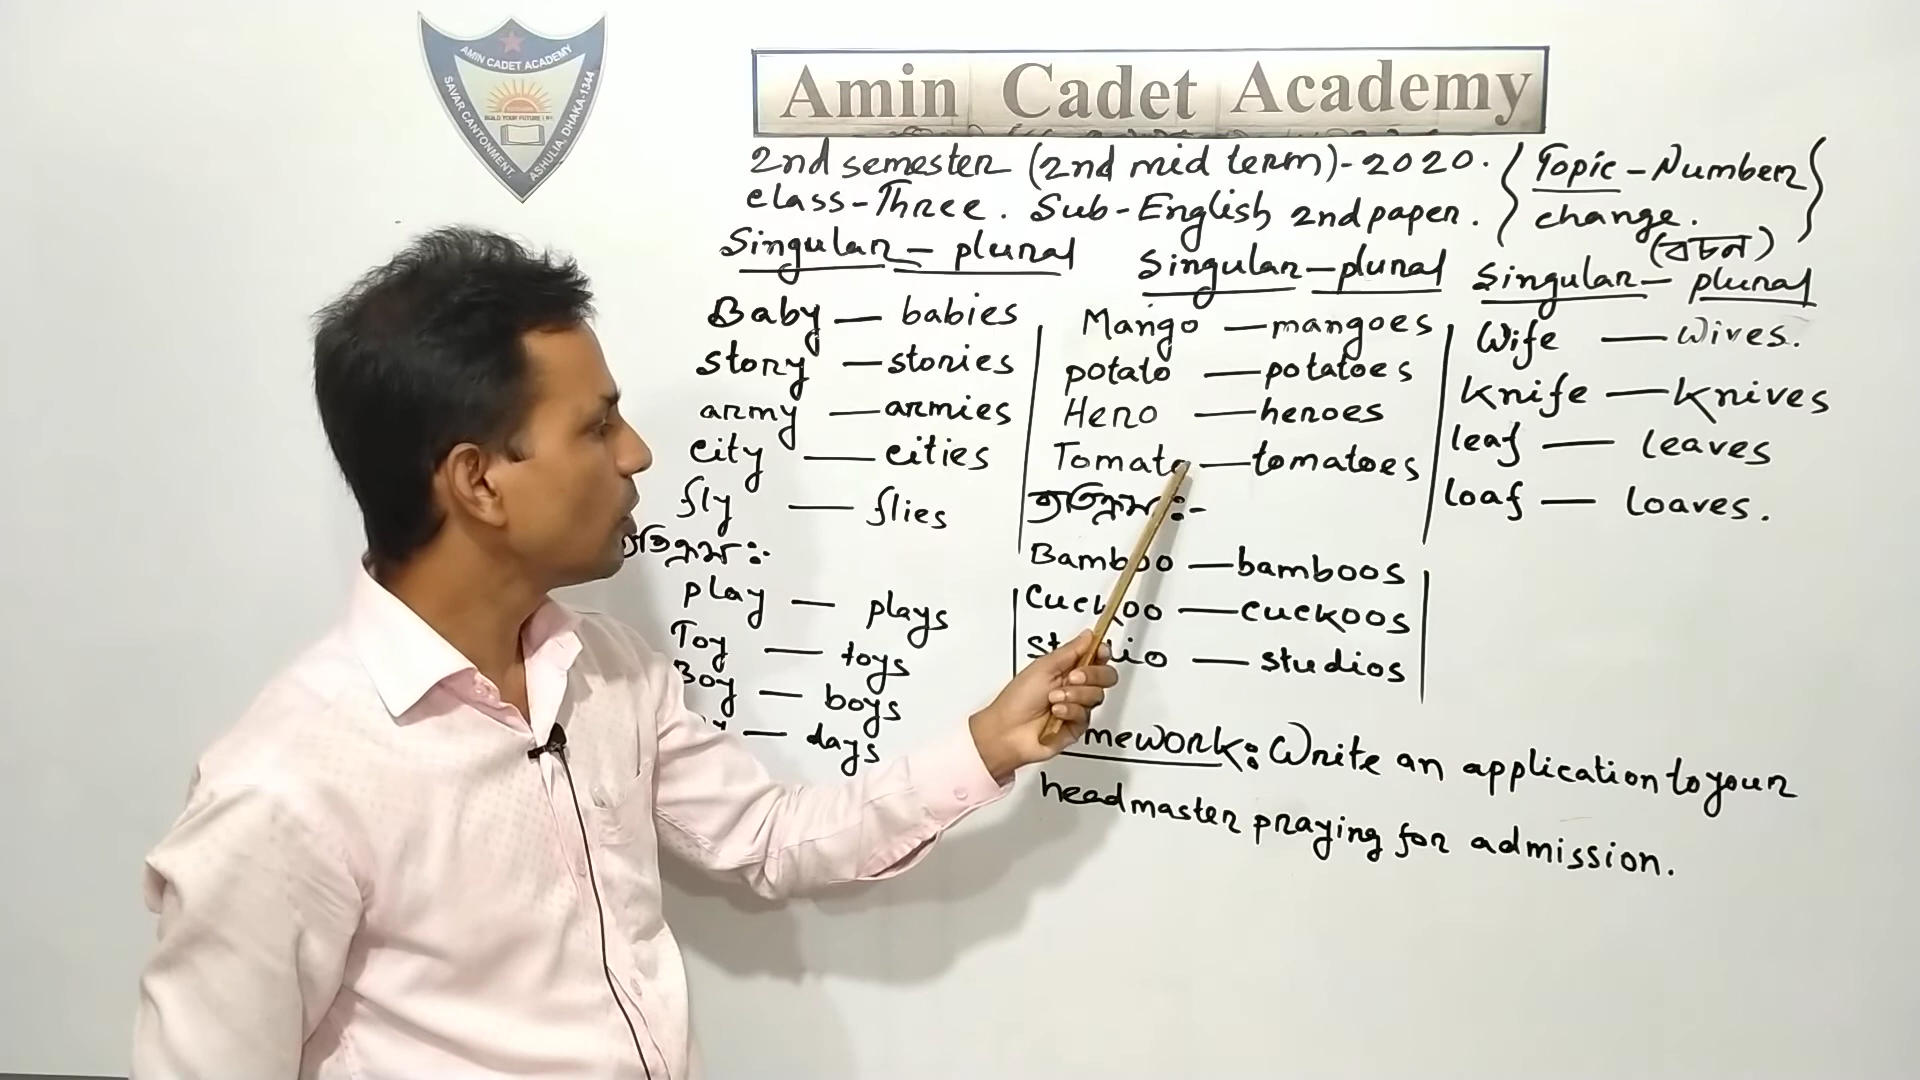 AMIN CADET ACADEMY
SAVAR CANTONMENT,
ASHULIA, DHAKA-1344
Amin Cadet Academy
2nd semester (2nd mid term)-2020.
class-Three. Sub-English 2nd paper.
{Topic-Number
change.}
(বচন)
Singular - plural
Baby — babies
story — stories
army — armies
city — cities
fly — flies
play — plays
Toy — toys
Boy — boys
— days
Singular - plural
Mango — mangoes
potato — potatoes
Hero — heroes
Tomato — tomatoes
ব্যতিক্রম:-
Bamboo — bamboos
Cuckoo — cuckoos
— studios
Singular - plural
Wife — Wives.
Knife — Knives
leaf — leaves
loaf — loaves.
Write an application to your
headmaster praying for admission.